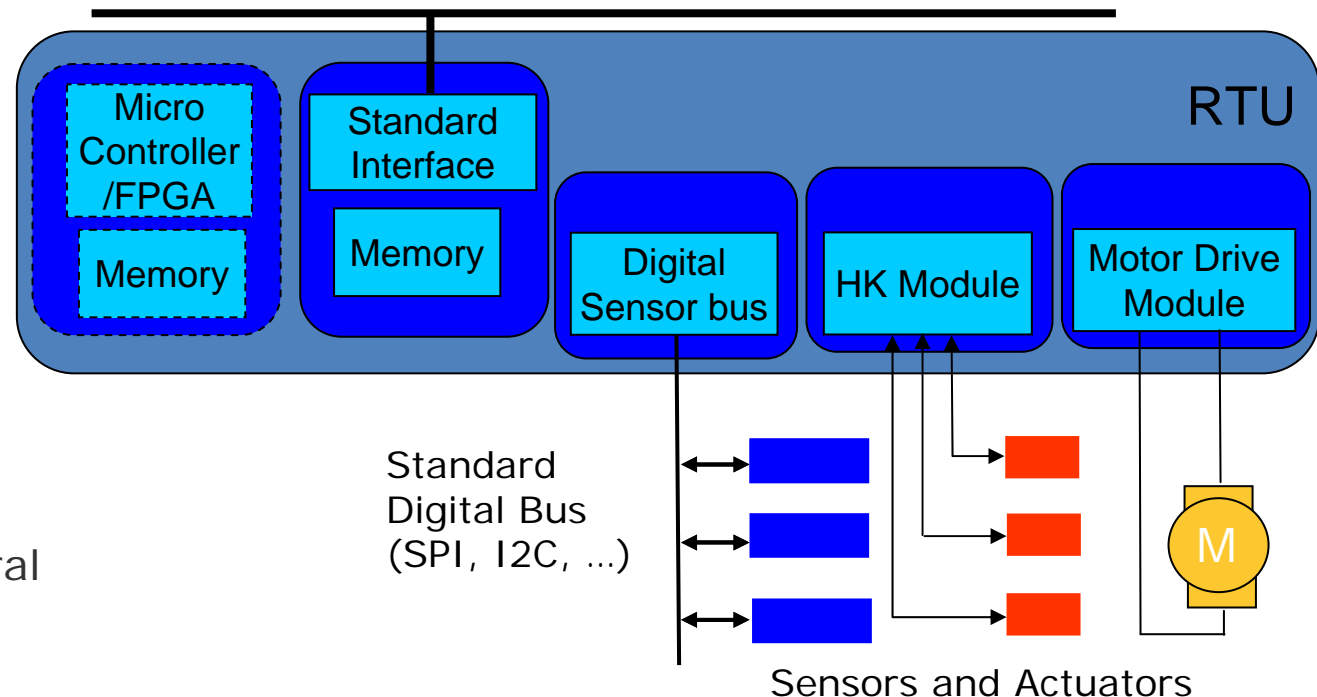 RTU
Micro
Controller
/FPGA
Memory
Standard
Interface
Memory
Digital
Sensor bus
HK Module
Motor Drive
Module
Standard
Digital Bus
(SPI, I2C, ...)
ral
M
Sensors and Actuators